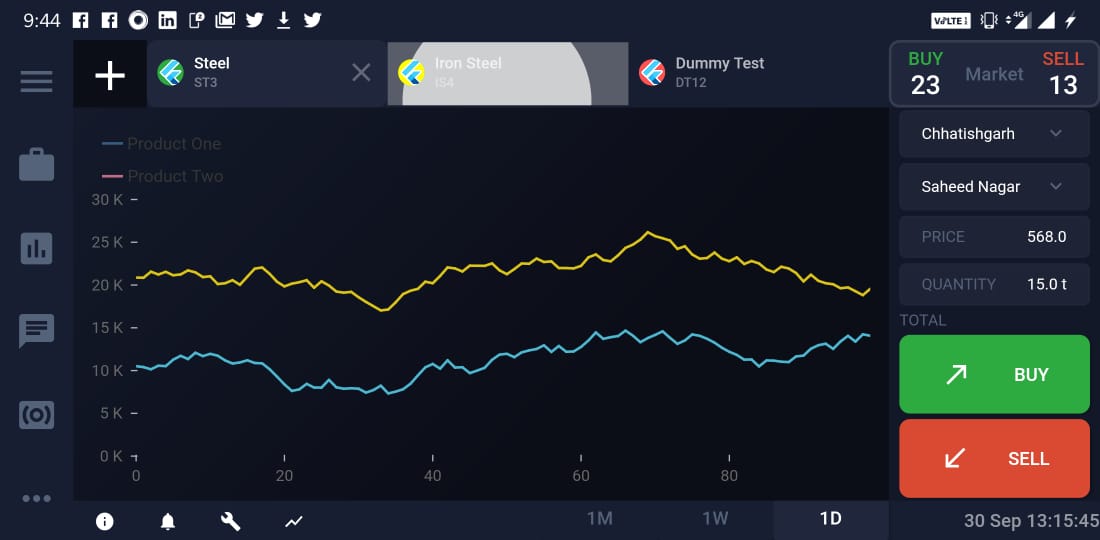 9:44
VoLTE
4G
Steel
ST3
Iron Steel
IS4
Dummy Test
DT12
BUY
23
Market
SELL
13
Product One
Product Two
30 K
25 K
20 K
15 K
10 K
5 K
0 K
0 20 40 60 80
Chhatishgarh
Saheed Nagar
PRICE 568.0
QUANTITY 15.0 t
TOTAL
BUY
SELL
1M 1W 1D
30 Sep 13:15:45